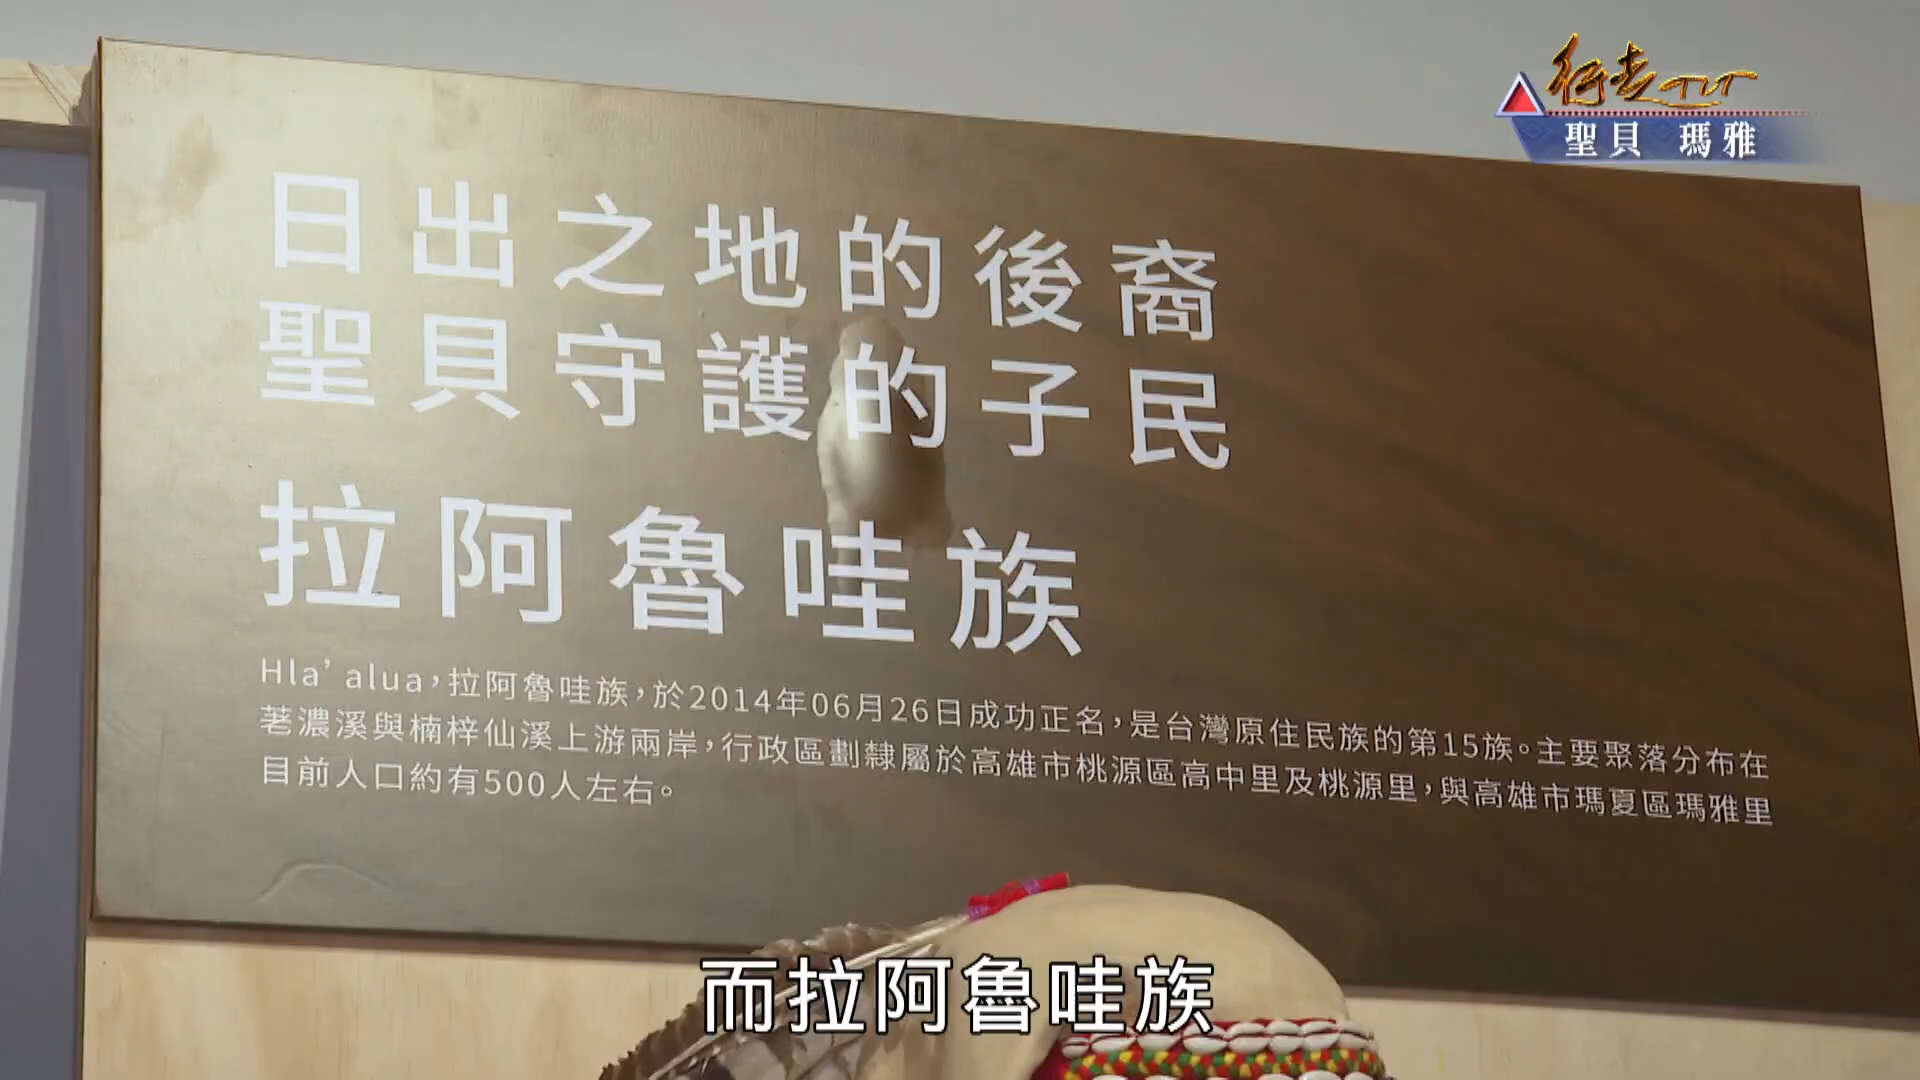 行走TIT
聖貝 瑪雅
日出之地的後裔
聖貝守護的子民
拉阿魯哇族
Hla’alua，拉阿魯哇族，於2014年06月26日成功正名，是台灣原住民族的第15族。主要聚落分布在
荖濃溪與楠梓仙溪上游兩岸，行政區劃隸屬於高雄市桃源區高中里及桃源里，與高雄市瑪夏區瑪雅里
目前人口約有500人左右。
而拉阿魯哇族